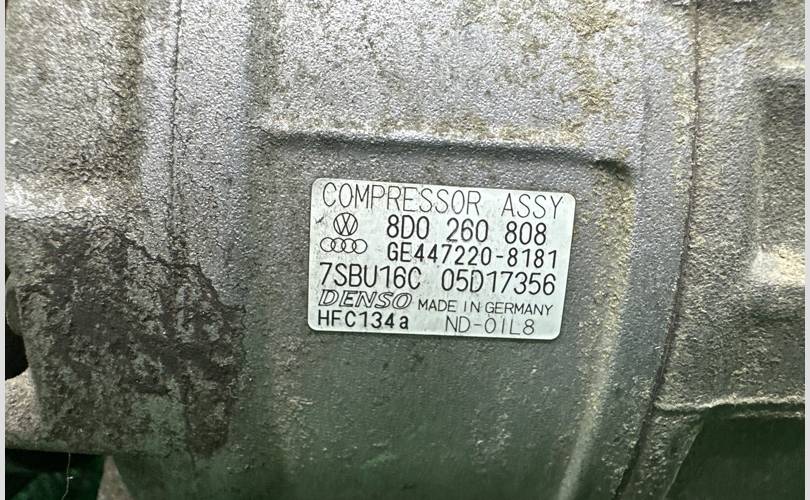 COMPRESSOR ASSY
8D0 260 808
GE447220-8181
7SBU16C 05D17356
DENSO MADE IN GERMANY
HFC134a ND-OIL8